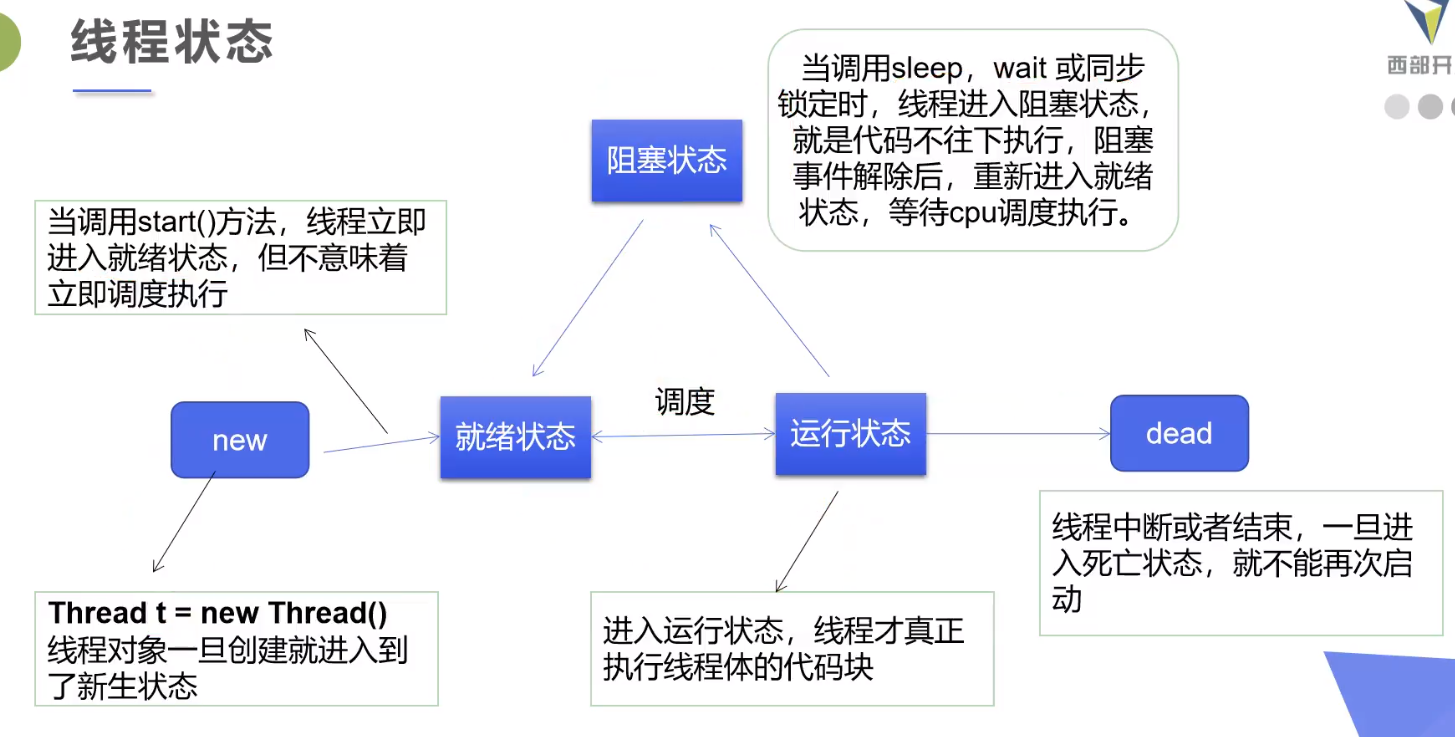 线程状态
西部开
当调用sleep，wait 或同步
锁定时，线程进入阻塞状态，
就是代码不往下执行，阻塞
事件解除后，重新进入就绪
状态，等待cpu调度执行。
阻塞状态
当调用start()方法，线程立即
进入就绪状态，但不意味着
立即调度执行
调度
new
就绪状态
运行状态
dead
线程中断或者结束，一旦进
入死亡状态，就不能再次启
动
Thread t = new Thread()
线程对象一旦创建就进入到
了新生状态
进入运行状态，线程才真正
执行线程体的代码块